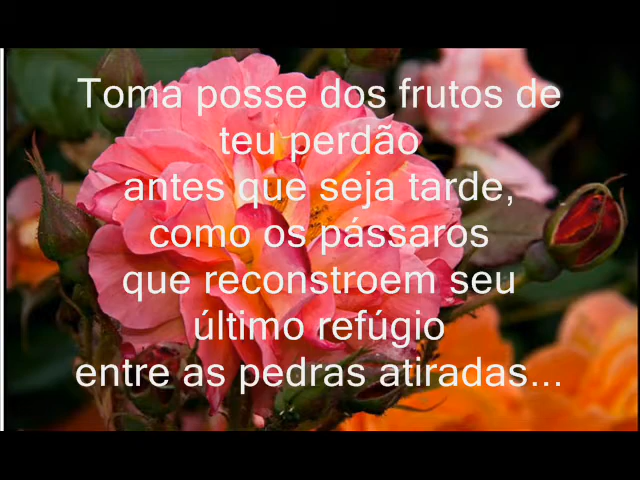 Toma posse dos frutos de
teu perdão
antes que seja tarde,
como os pássaros
que reconstroem seu
último refúgio
entre as pedras atiradas...